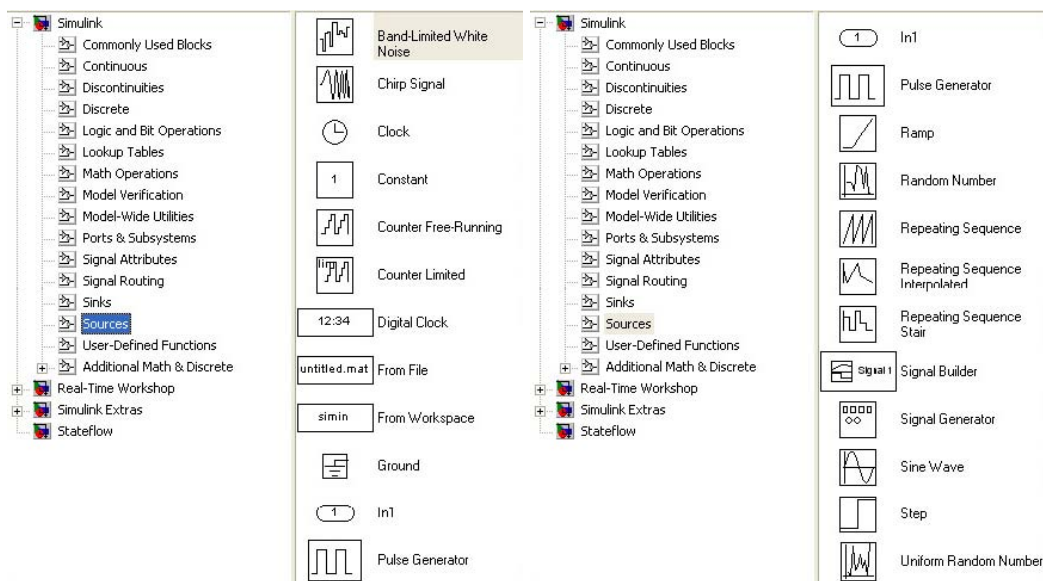 Simulink
Commonly Used Blocks
Continuous
Discontinuities
Discrete
Logic and Bit Operations
Lookup Tables
Math Operations
Model Verification
Model-Wide Utilities
Ports & Subsystems
Signal Attributes
Signal Routing
Sinks
Sources
User-Defined Functions
Additional Math & Discrete
Real-Time Workshop
Simulink Extras
Stateflow
Band-Limited White
Noise
Chirp Signal
Clock
1 Constant
Counter Free-Running
lim Counter Limited
12:34 Digital Clock
untitled.mat From File
simin From Workspace
Ground
1 In1
Pulse Generator
Simulink
Commonly Used Blocks
Continuous
Discontinuities
Discrete
Logic and Bit Operations
Lookup Tables
Math Operations
Model Verification
Model-Wide Utilities
Ports & Subsystems
Signal Attributes
Signal Routing
Sinks
Sources
User-Defined Functions
Additional Math & Discrete
Real-Time Workshop
Simulink Extras
Stateflow
1 In1
Pulse Generator
Ramp
Random Number
Repeating Sequence
Repeating Sequence
Interpolated
Repeating Sequence
Stair
Signal 1 Signal Builder
Signal Generator
Sine Wave
Step
Uniform Random Number